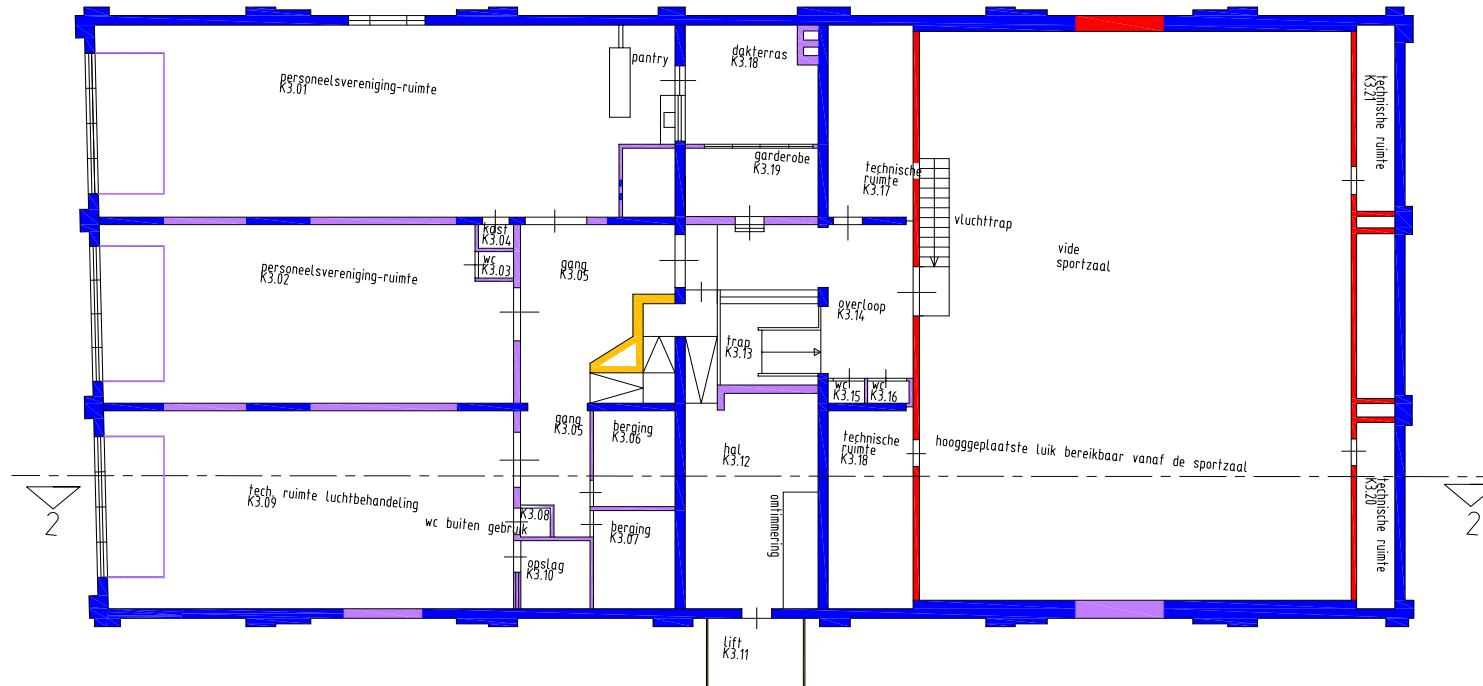 personeelsvereniging-ruimte
K3.01
pantry
dakterras
K3.18
garderobe
K3.19
technische
ruimte
K3.17
technische ruimte
K3.21
vluchttrap
vide
sportzaal
kast
K3.04
wc
K3.03
gang
K3.05
personeelsvereniging-ruimte
K3.02
overloop
K3.14
trap
K3.13
wc
K3.15
wc
K3.16
gang
K3.05
berging
K3.06
hal
K3.12
technische
ruimte
K3.18
hoogggeplaatste luik bereikbaar vanaf de sportzaal
tech. ruimte luchtbehandeling
K3.09
wc buiten gebruik
K3.08
berging
K3.07
omtimmering
technische ruimte
K3.20
opslag
K3.10
2
2
lift
K3.11